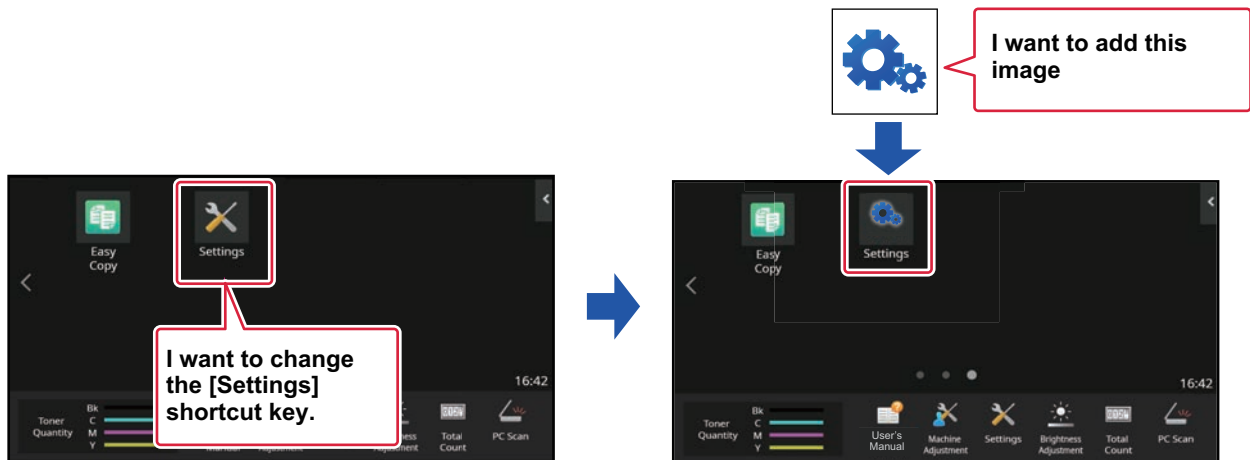 I want to add this
image
Easy
Copy
Settings
I want to change
the [Settings]
shortcut key.
16:42
Toner
Quantity
Bk
C
M
Y
Total
Count
PC Scan
Easy
Copy
Settings
16:42
Toner
Quantity
Bk
C
M
Y
User's
Manual
Machine
Adjustment
Settings
Brightness
Adjustment
Total
Count
PC Scan